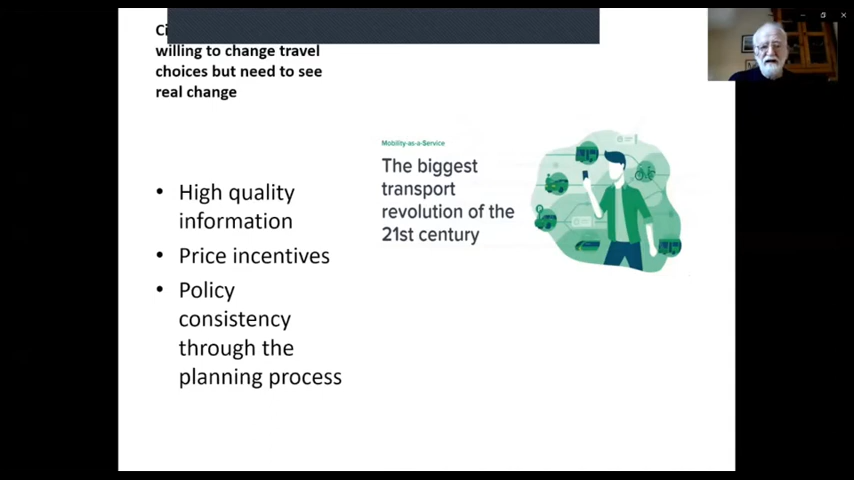 willing to change travel
choices but need to see
real change
Mobility-as-a-Service
The biggest
transport
revolution of the
21st century
• High quality
information
• Price incentives
• Policy
consistency
through the
planning process